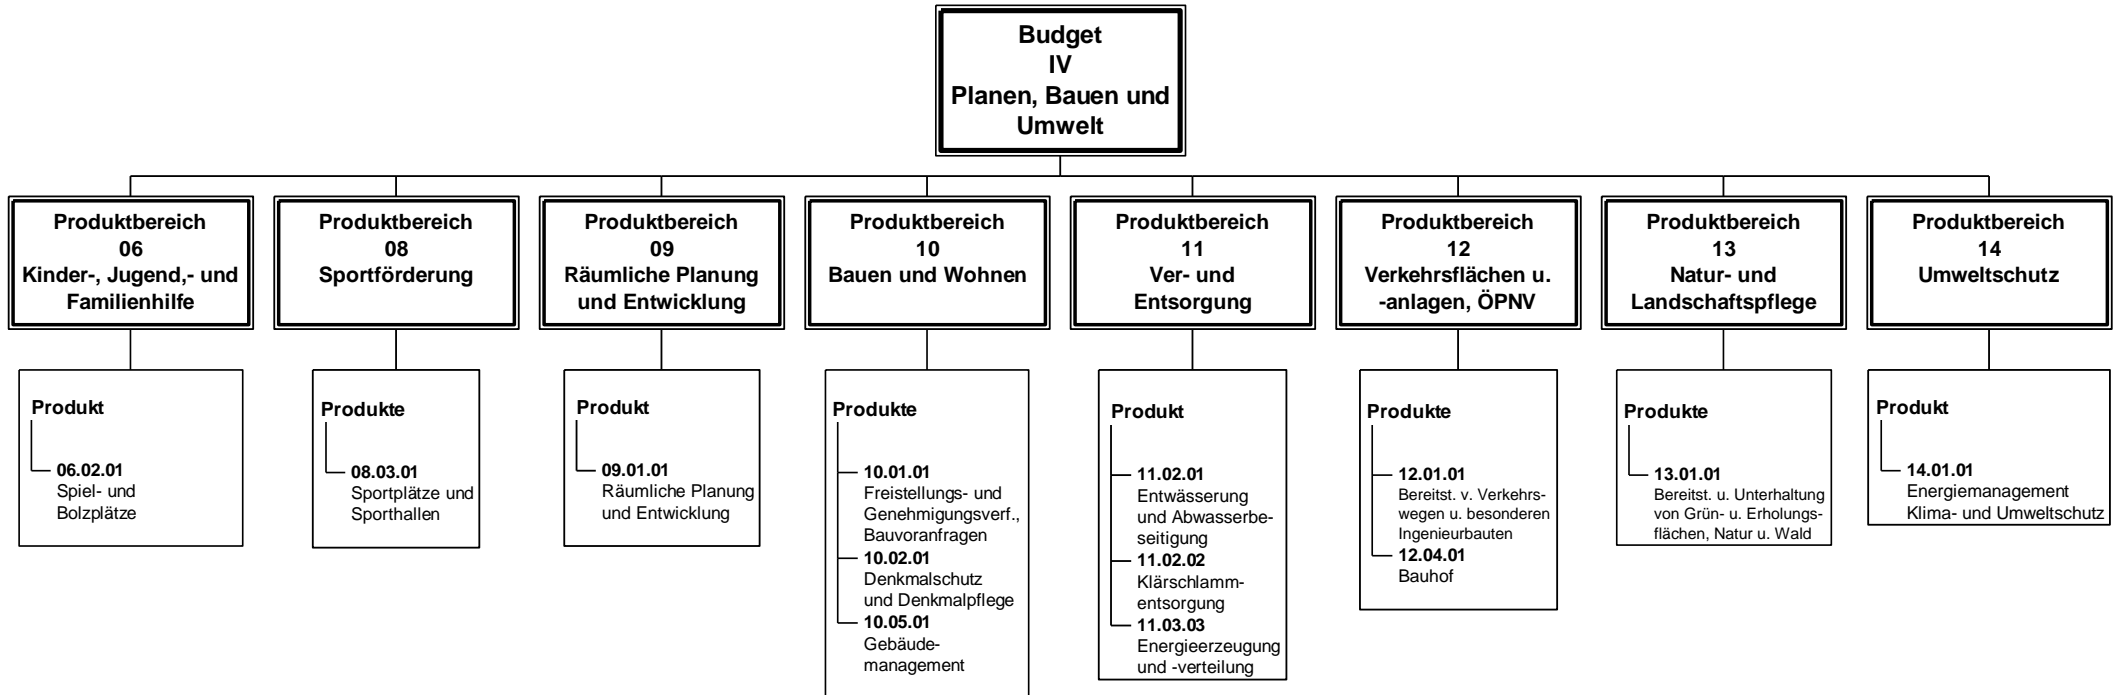 Budget
IV
Planen, Bauen und
Umwelt
Produktbereich
06
Kinder-, Jugend,- und
Familienhilfe
Produktbereich
08
Sportförderung
Produktbereich
09
Räumliche Planung
und Entwicklung
Produktbereich
10
Bauen und Wohnen
Produktbereich
11
Ver- und
Entsorgung
Produktbereich
12
Verkehrsflächen u.
-anlagen, ÖPNV
Produktbereich
13
Natur- und
Landschaftspflege
Produktbereich
14
Umweltschutz
Produkt
06.02.01
Spiel- und
Bolzplätze
Produkte
08.03.01
Sportplätze und
Sporthallen
Produkt
09.01.01
Räumliche Planung
und Entwicklung
Produkte
10.01.01
Freistellungs- und
Genehmigungsverf.,
Bauvoranfragen
10.02.01
Denkmalschutz
und Denkmalpflege
10.05.01
Gebäude-
management
Produkt
11.02.01
Entwässerung
und Abwasserbe-
seitigung
11.02.02
Klärschlamm-
entsorgung
11.03.03
Energieerzeugung
und -verteilung
Produkte
12.01.01
Bereitst. v. Verkehrs-
wegen u. besonderen
Ingenieurbauten
12.04.01
Bauhof
Produkte
13.01.01
Bereitst. u. Unterhaltung
von Grün- u. Erholungs-
flächen, Natur u. Wald
Produkt
14.01.01
Energiemanagement
Klima- und Umweltschutz